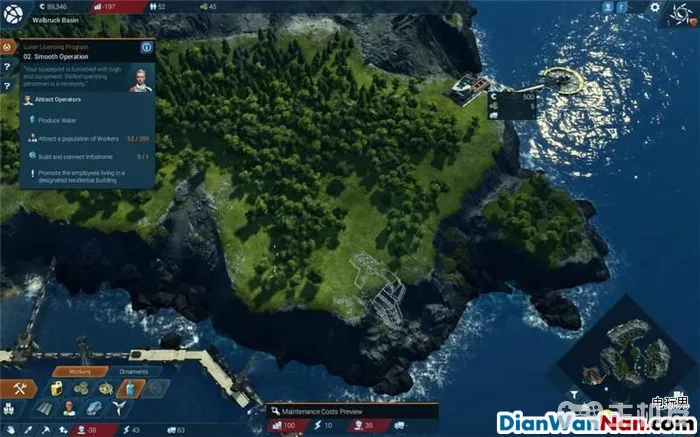 89,346
-197
52
45
Walbruck Basin
Lunar Licensing Program
02. Smooth Operation
"Your spaceport is furnished with high-
end equipment. Skilled operating
personnel is a necessity."
Attract Operators
Produce Water
Attract a population of Workers 52 / 200
Build and connect Infodrome 0 / 1
Promote the employees living in a
designated residential building
500
0
Workers
Ornaments
-38
43
63
Maintenance Costs Preview
100
10
35
电玩男
DianWanNan.com